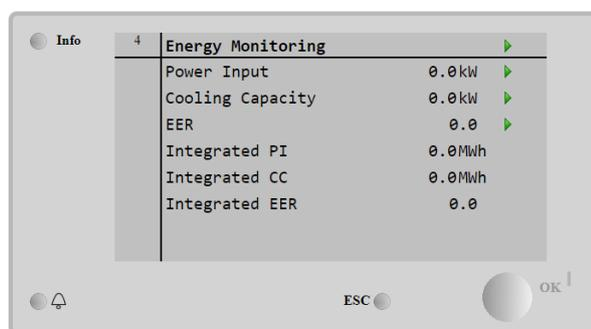 Info
4 Energy Monitoring
Power Input 0.0kW
Cooling Capacity 0.0kW
EER 0.0
Integrated PI 0.0MWh
Integrated CC 0.0MWh
Integrated EER 0.0
ESC OK